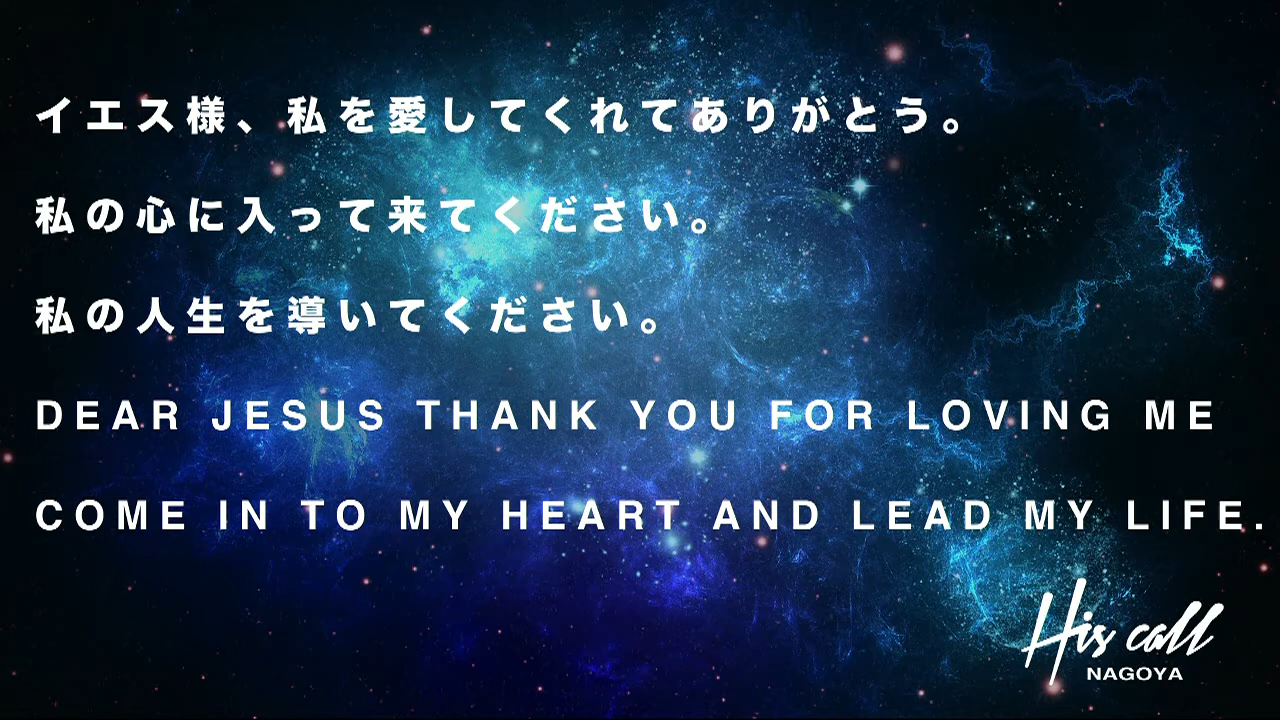 イエス様、私を愛してくれてありがとう。
私の心に入って来てください。
私の人生を導いてください。
DEAR JESUS THANK YOU FOR LOVING ME
COME IN TO MY HEART AND LEAD MY LIFE.
His call
NAGOYA